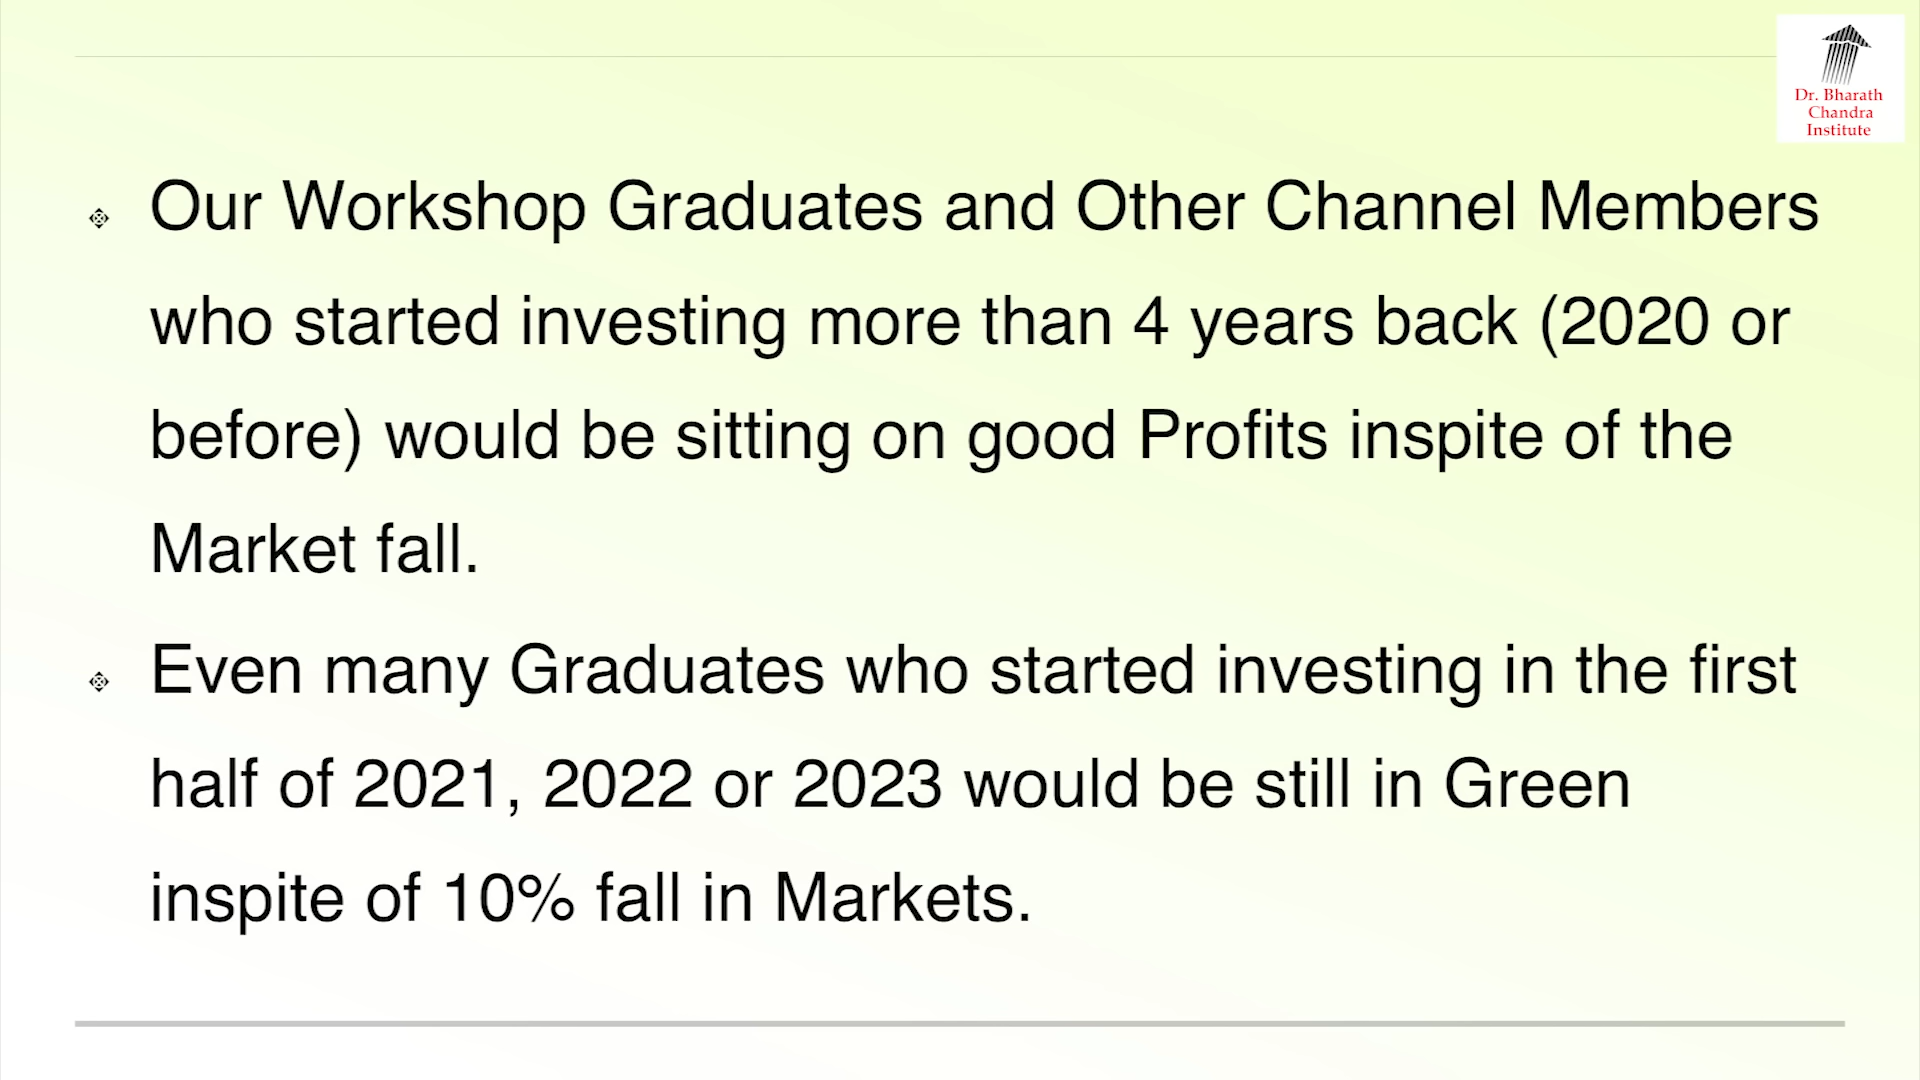 Dr. Bharath
Chandra
Institute
Our Workshop Graduates and Other Channel Members
who started investing more than 4 years back (2020 or
before) would be sitting on good Profits inspite of the
Market fall.
Even many Graduates who started investing in the first
half of 2021, 2022 or 2023 would be still in Green
inspite of 10% fall in Markets.